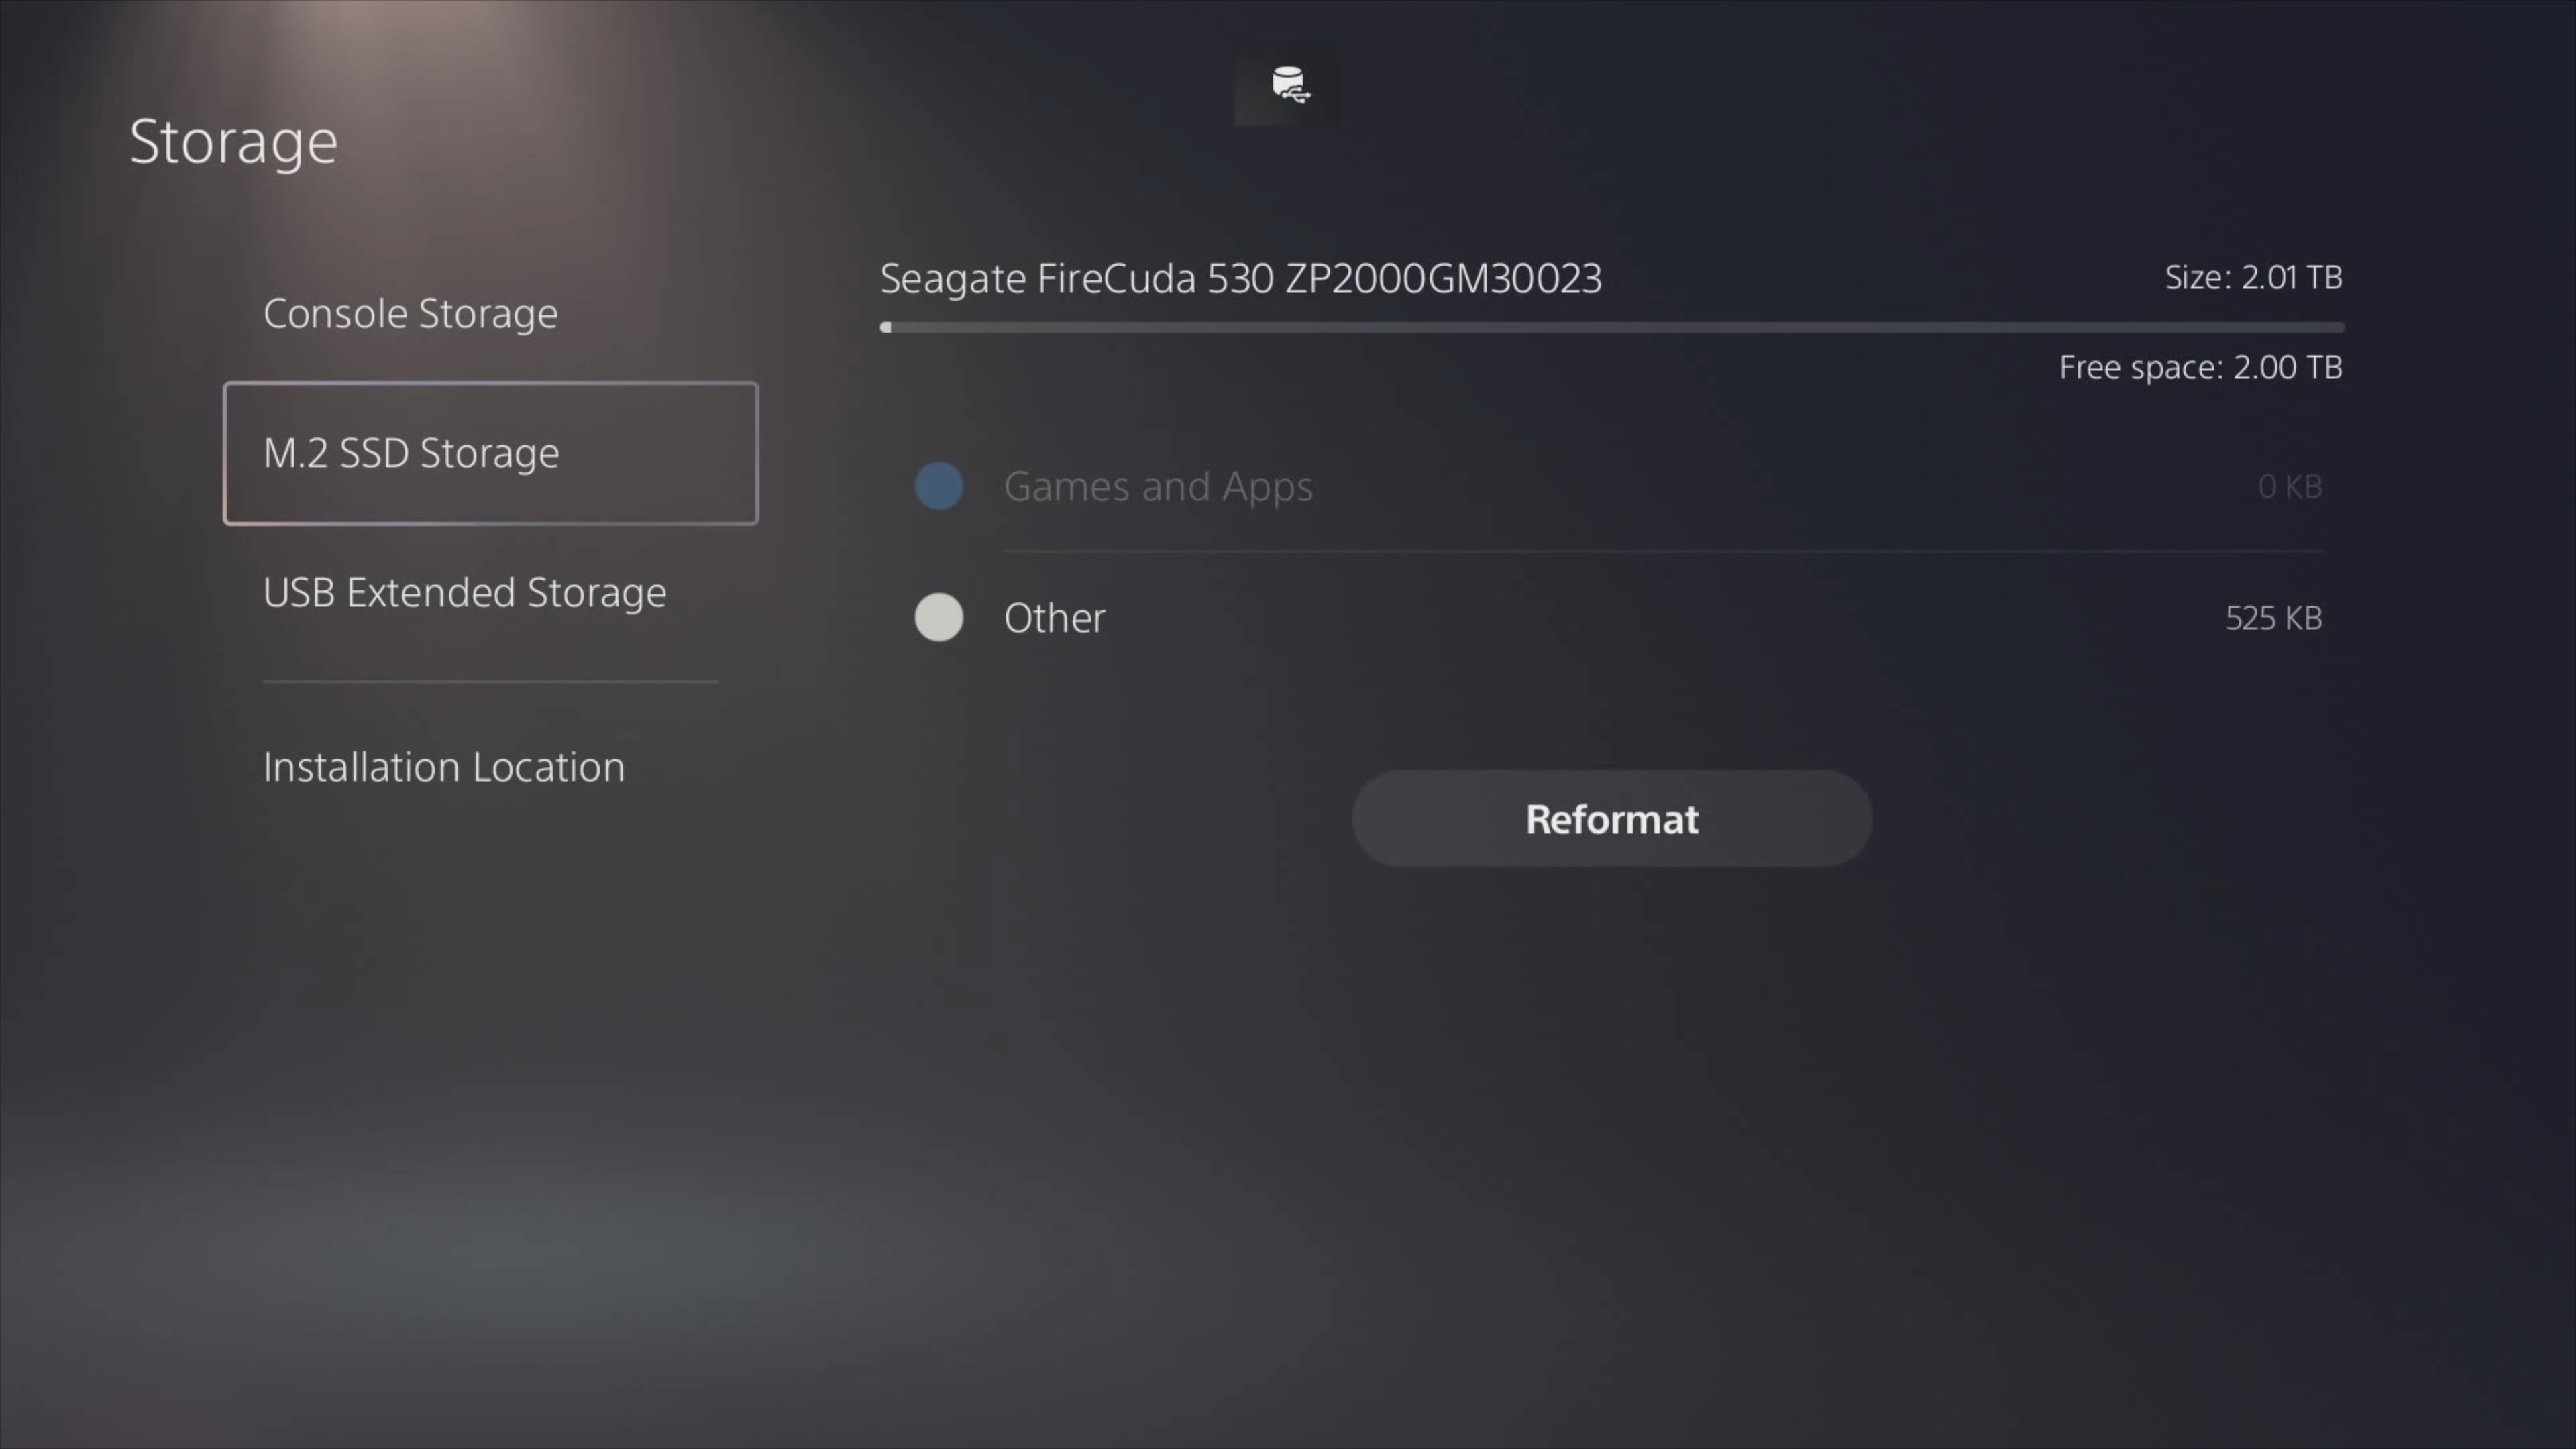 Storage
Console Storage
M.2 SSD Storage
USB Extended Storage
Installation Location
Seagate FireCuda 530 ZP2000GM30023
Size: 2.01 TB
Free space: 2.00 TB
Games and Apps
0 KB
Other
525 KB
Reformat